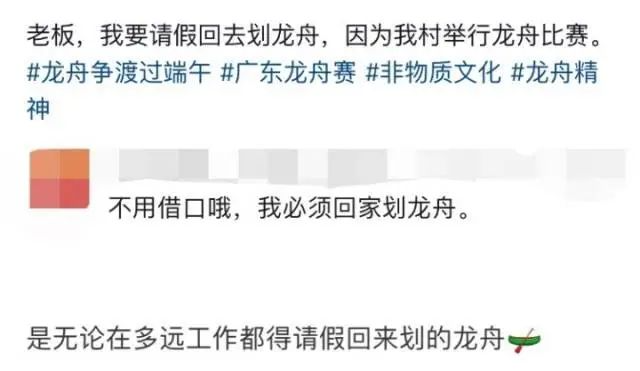 老板，我要请假回去划龙舟，因为我村举行龙舟比赛。
#龙舟争渡过端午 #广东龙舟赛 #非物质文化 #龙舟精
神
不用借口哦，我必须回家划龙舟。
是无论在多远工作都得请假回来划的龙舟🛶